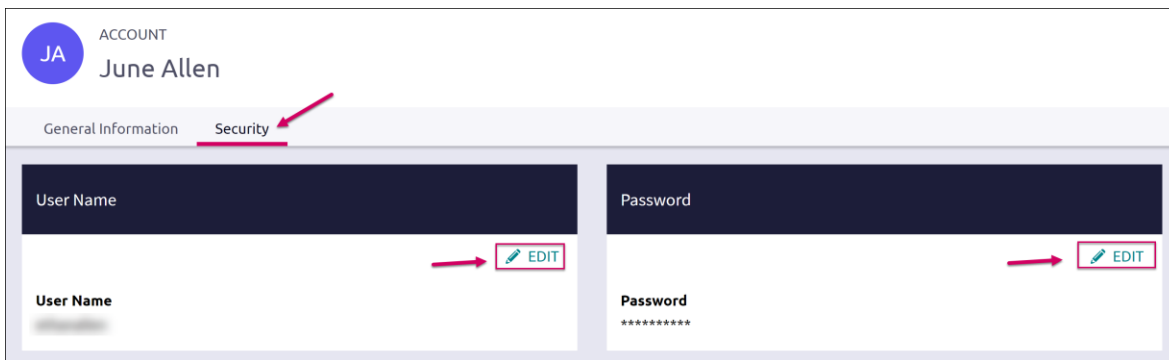 JA
ACCOUNT
June Allen
General Information
Security
User Name
EDIT
User Name
Password
EDIT
Password
**********